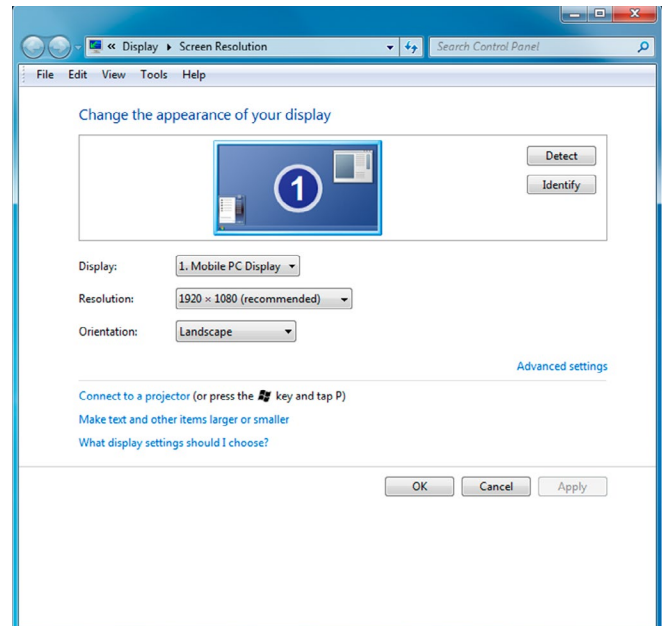 « Display ▸ Screen Resolution
Search Control Panel
File Edit View Tools Help
Change the appearance of your display
1
Detect
Identify
Display: 1. Mobile PC Display
Resolution: 1920 × 1080 (recommended)
Orientation: Landscape
Advanced settings
Connect to a projector (or press the key and tap P)
Make text and other items larger or smaller
What display settings should I choose?
OK Cancel Apply